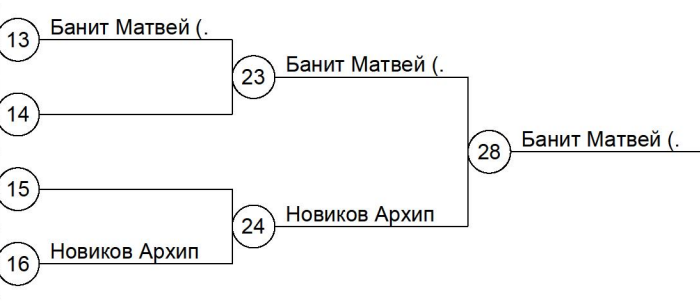 13
Банит Матвей (.
14
23
Банит Матвей (.
15
16
Новиков Архип
24
Новиков Архип
28
Банит Матвей (.